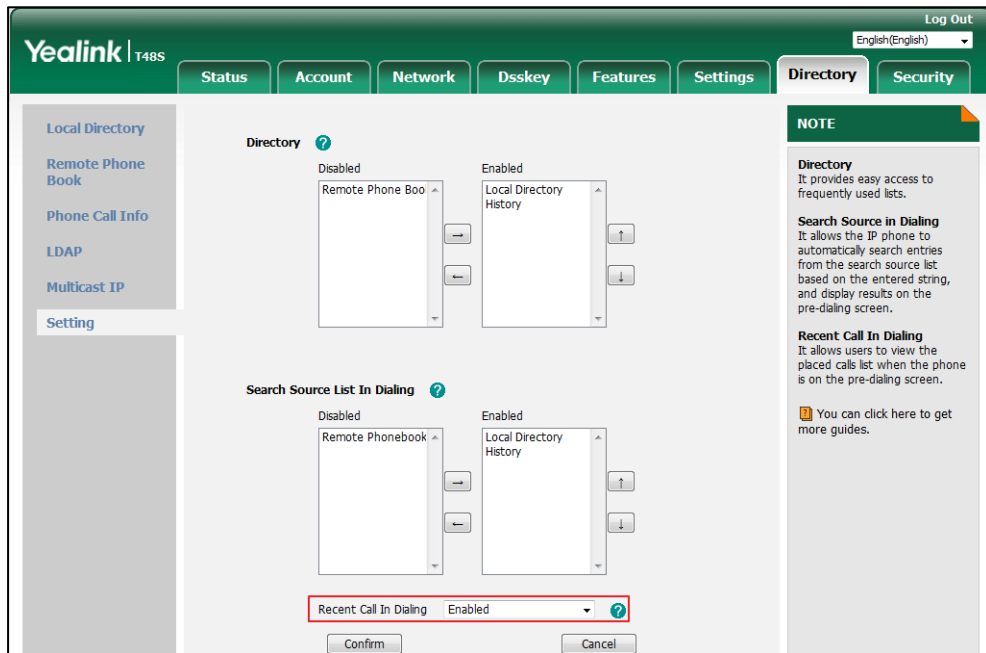 Log Out
Yealink | T48S
English(English)
Status Account Network Dsskey Features Settings Directory Security
Local Directory
Remote Phone
Book
Phone Call Info
LDAP
Multicast IP
Setting
Directory ?
Disabled Enabled
Remote Phone Boo
Local Directory
History
→
←
↑
↓
Search Source List In Dialing ?
Disabled Enabled
Remote Phonebook
Local Directory
History
→
←
↑
↓
Recent Call In Dialing Enabled ?
Confirm Cancel
NOTE
Directory
It provides easy access to
frequently used lists.
Search Source in Dialing
It allows the IP phone to
automatically search entries
from the search source list
based on the entered string,
and display results on the
pre-dialing screen.
Recent Call In Dialing
It allows users to view the
placed calls list when the phone
is on the pre-dialing screen.
? You can click here to get
more guides.